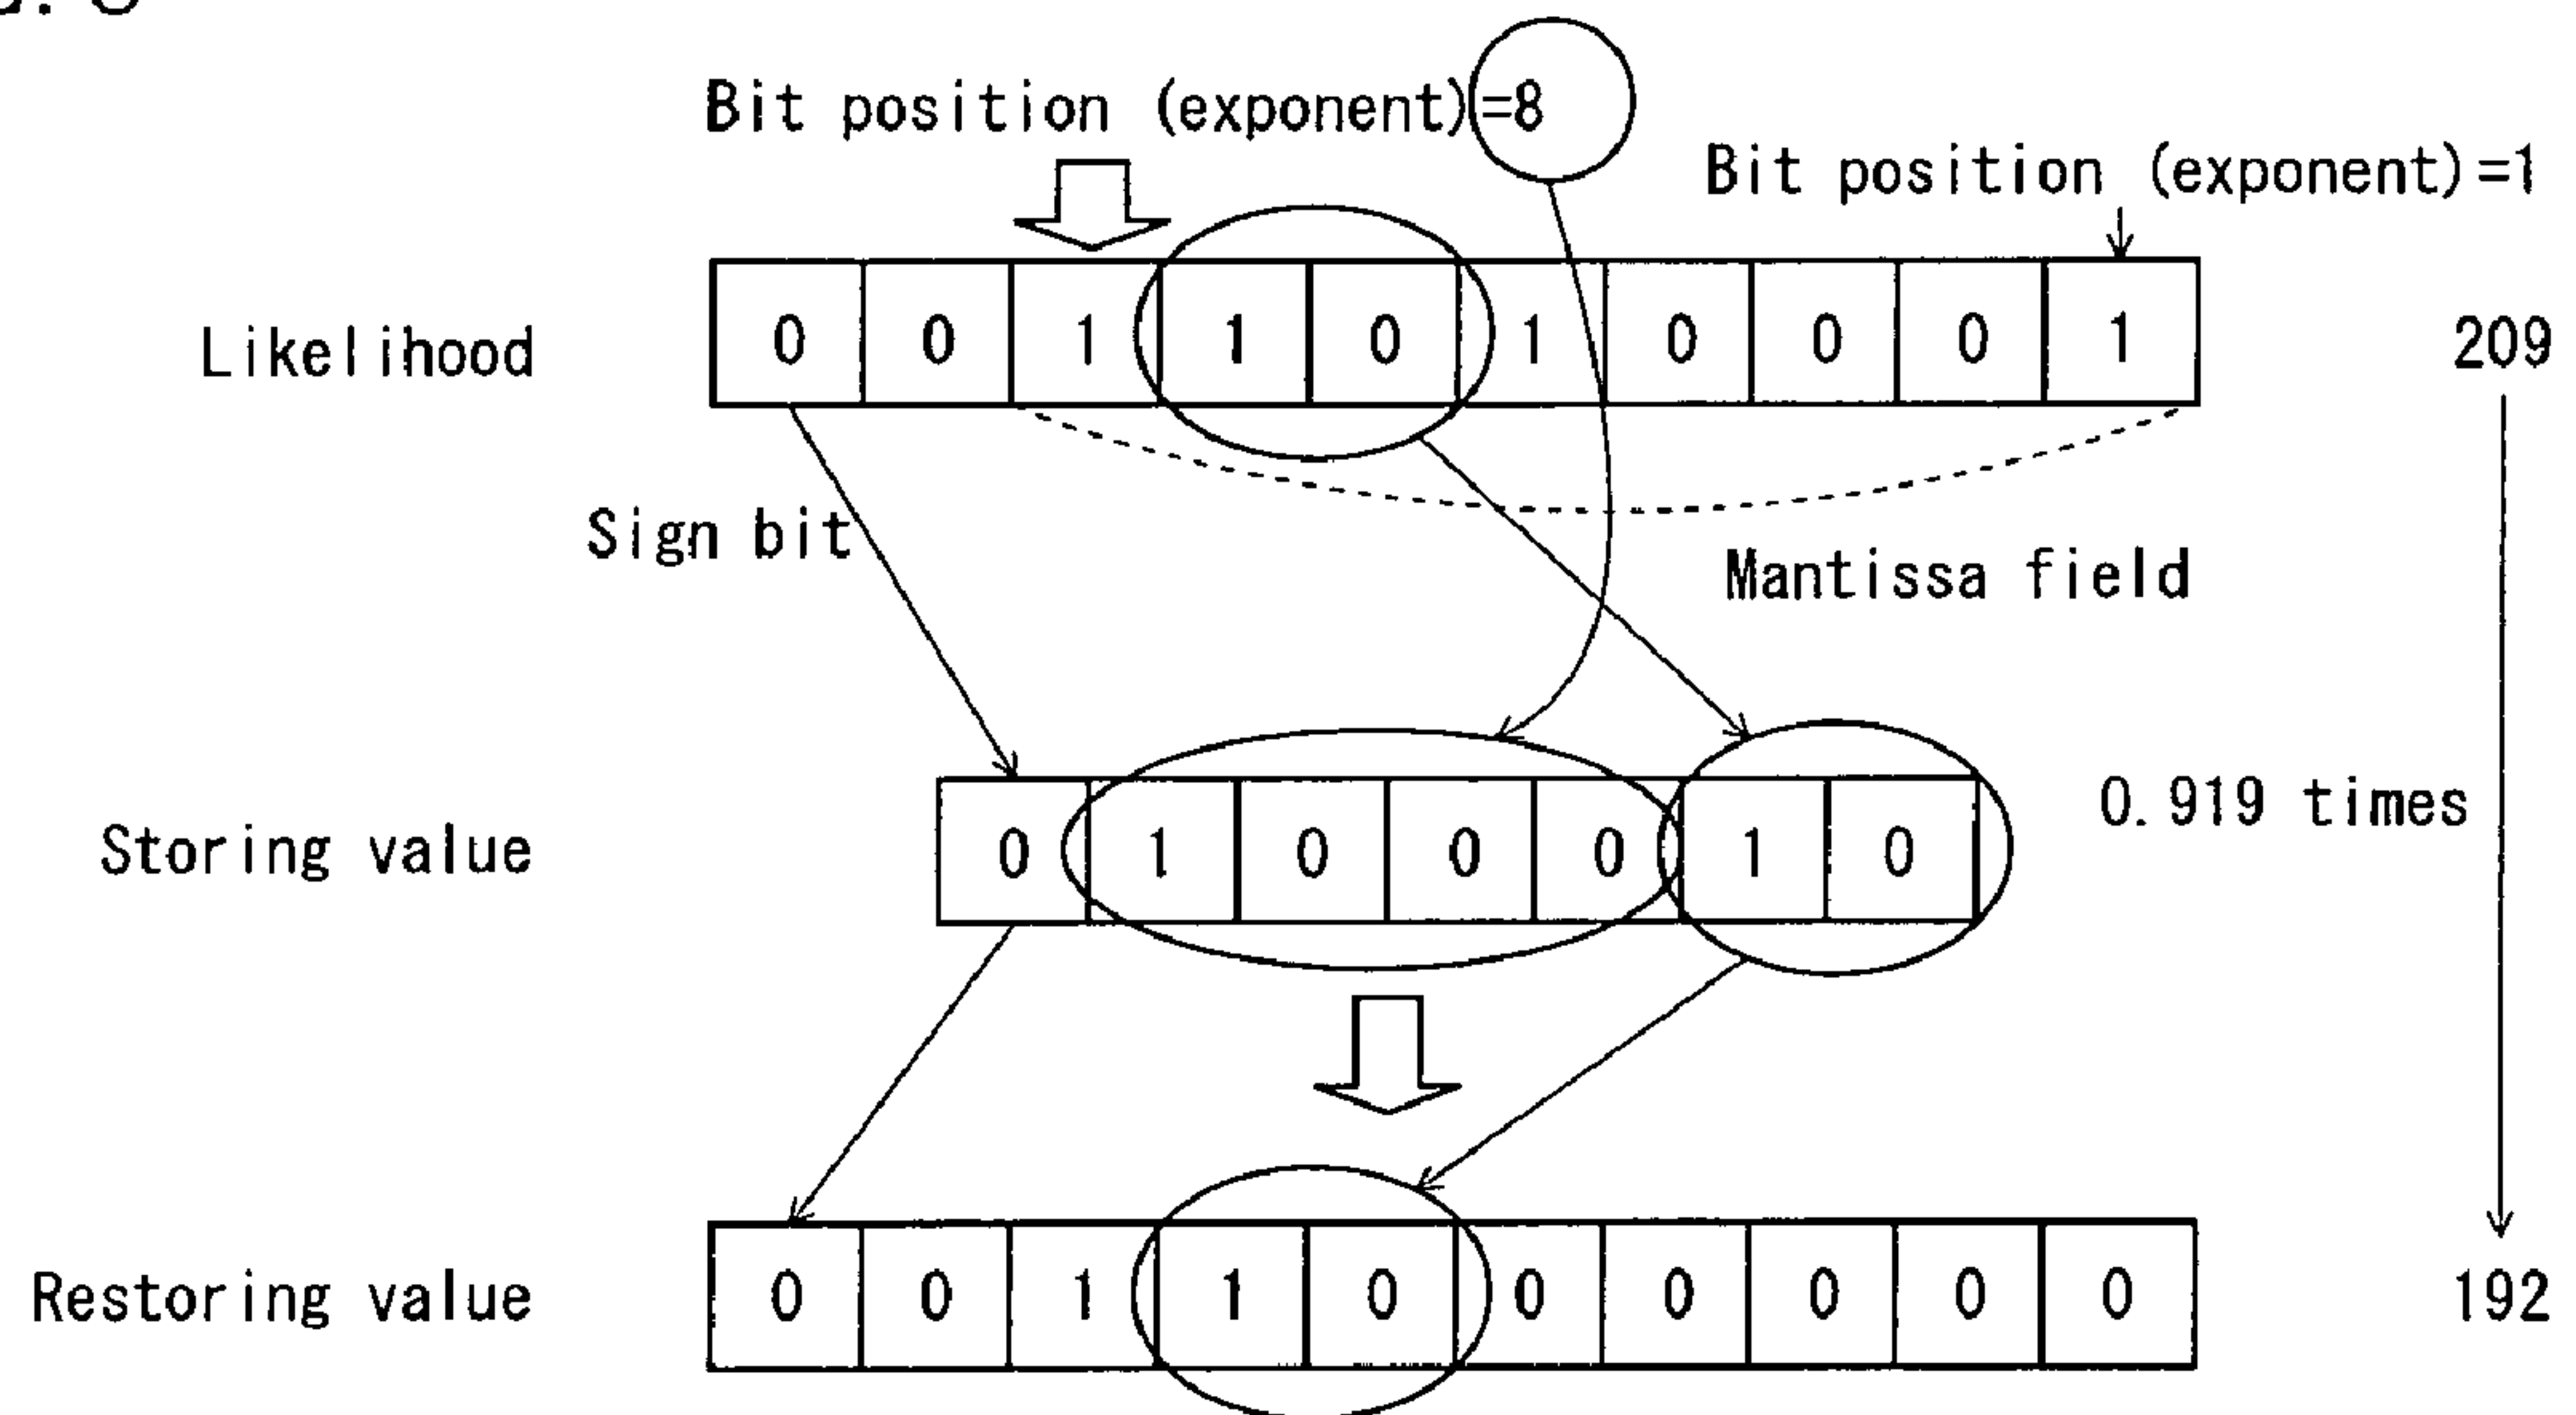 Bit position (exponent)=8
Bit position (exponent)=1
Likelihood 0 0 1 1 0 1 0 0 0 1 209
Sign bit
Mantissa field
Storing value 0 1 0 0 0 1 0 0.919 times
Restoring value 0 0 1 1 0 0 0 0 0 0 192